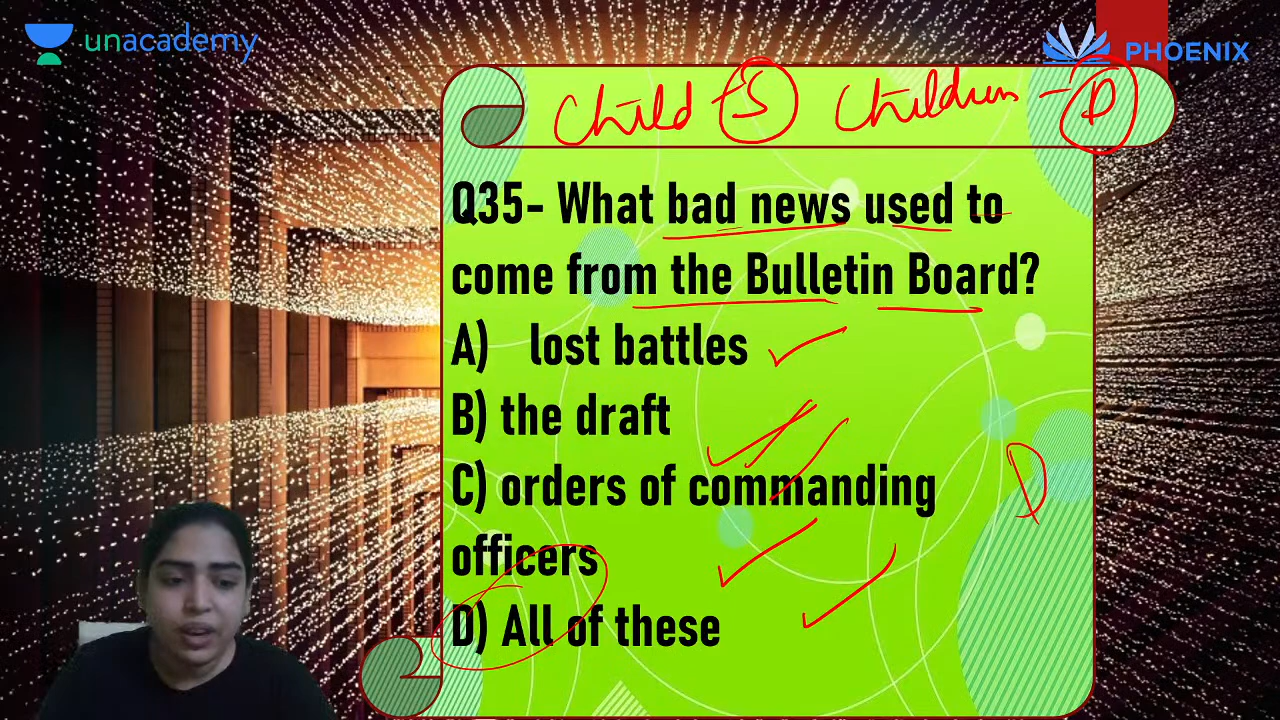 unacademy
PHOENIX
Child - S Children - D
Q35- What bad news used to
come from the Bulletin Board?
A) lost battles
B) the draft
C) orders of commanding
officers
D) All of these
D